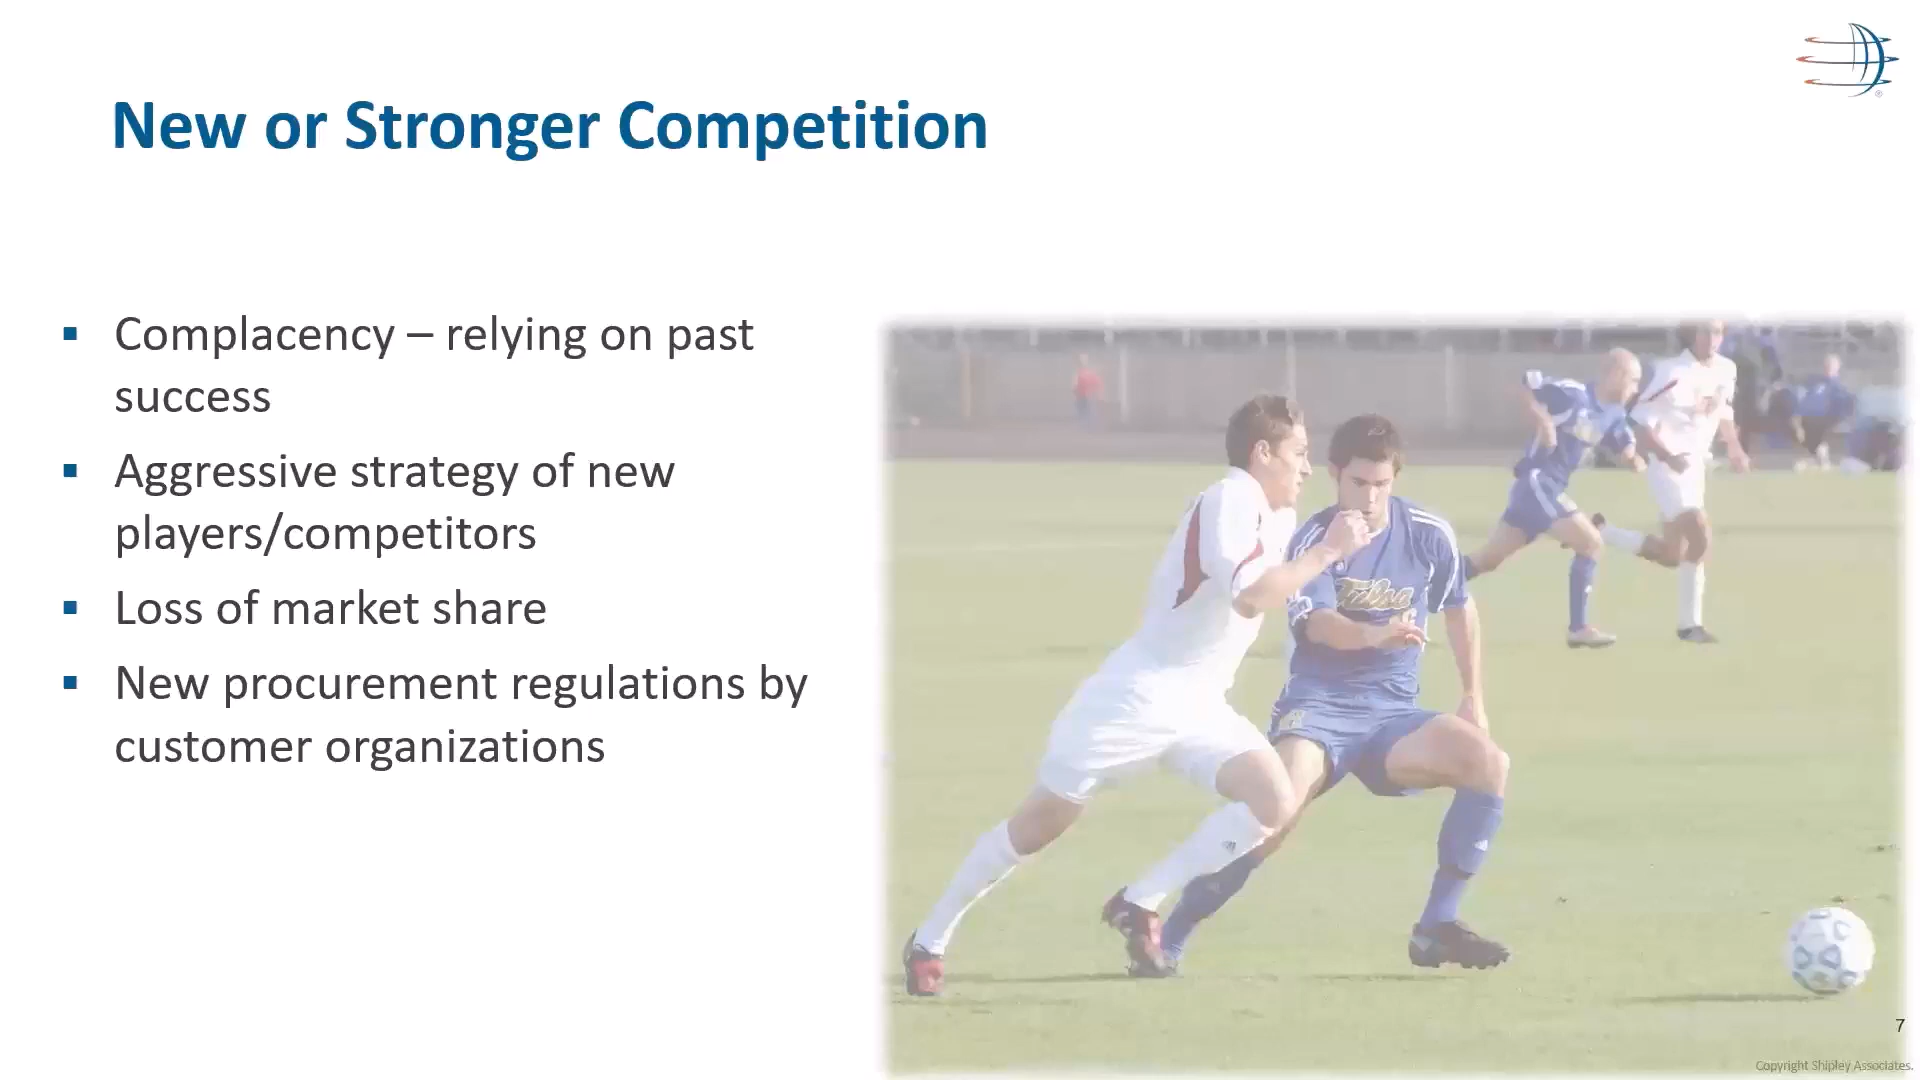 New or Stronger Competition
▪ Complacency – relying on past
success
▪ Aggressive strategy of new
players/competitors
▪ Loss of market share
▪ New procurement regulations by
customer organizations
Tulsa
®
7
Copyright Shipley Associates.